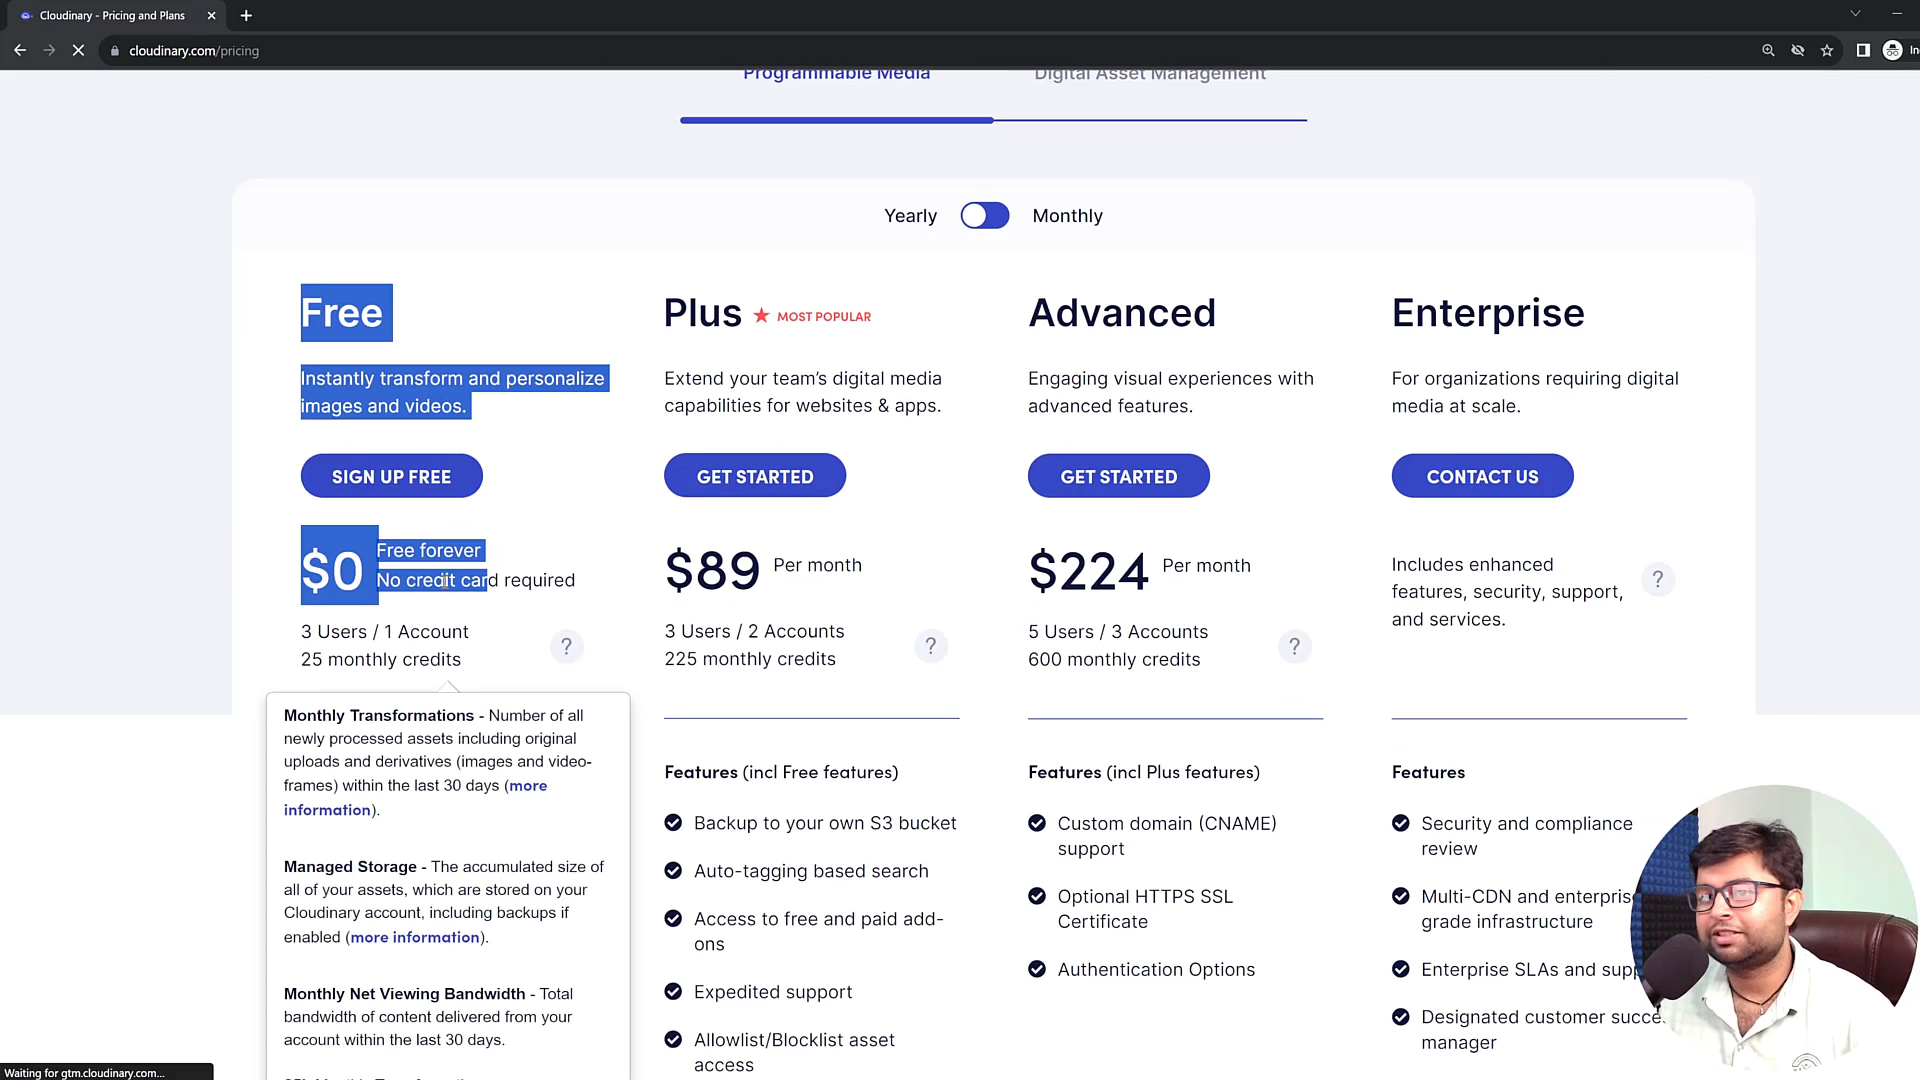 Cloudinary - Pricing and Plans
cloudinary.com/pricing
Programmable Media
Digital Asset Management
Yearly
Monthly
Free
Instantly transform and personalize
images and videos.
SIGN UP FREE
$0
Free forever
No credit card required
3 Users / 1 Account
25 monthly credits
?
Monthly Transformations - Number of all
newly processed assets including original
uploads and derivatives (images and video-
frames) within the last 30 days (more
information).
Managed Storage - The accumulated size of
all of your assets, which are stored on your
Cloudinary account, including backups if
enabled (more information).
Monthly Net Viewing Bandwidth - Total
bandwidth of content delivered from your
account within the last 30 days.
Plus
MOST POPULAR
Extend your team's digital media
capabilities for websites & apps.
GET STARTED
$89 Per month
3 Users / 2 Accounts
225 monthly credits
?
Features (incl Free features)
Backup to your own S3 bucket
Auto-tagging based search
Access to free and paid add-
ons
Expedited support
Allowlist/Blocklist asset
access
Advanced
Engaging visual experiences with
advanced features.
GET STARTED
$224 Per month
5 Users / 3 Accounts
600 monthly credits
?
Features (incl Plus features)
Custom domain (CNAME)
support
Optional HTTPS SSL
Certificate
Authentication Options
Enterprise
For organizations requiring digital
media at scale.
CONTACT US
Includes enhanced
features, security, support,
and services.
?
Features
Security and compliance
review
Multi-CDN and enterprise
grade infrastructure
Enterprise SLAs and supp
Designated customer succe
manager
Waiting for gtm.cloudinary.com...